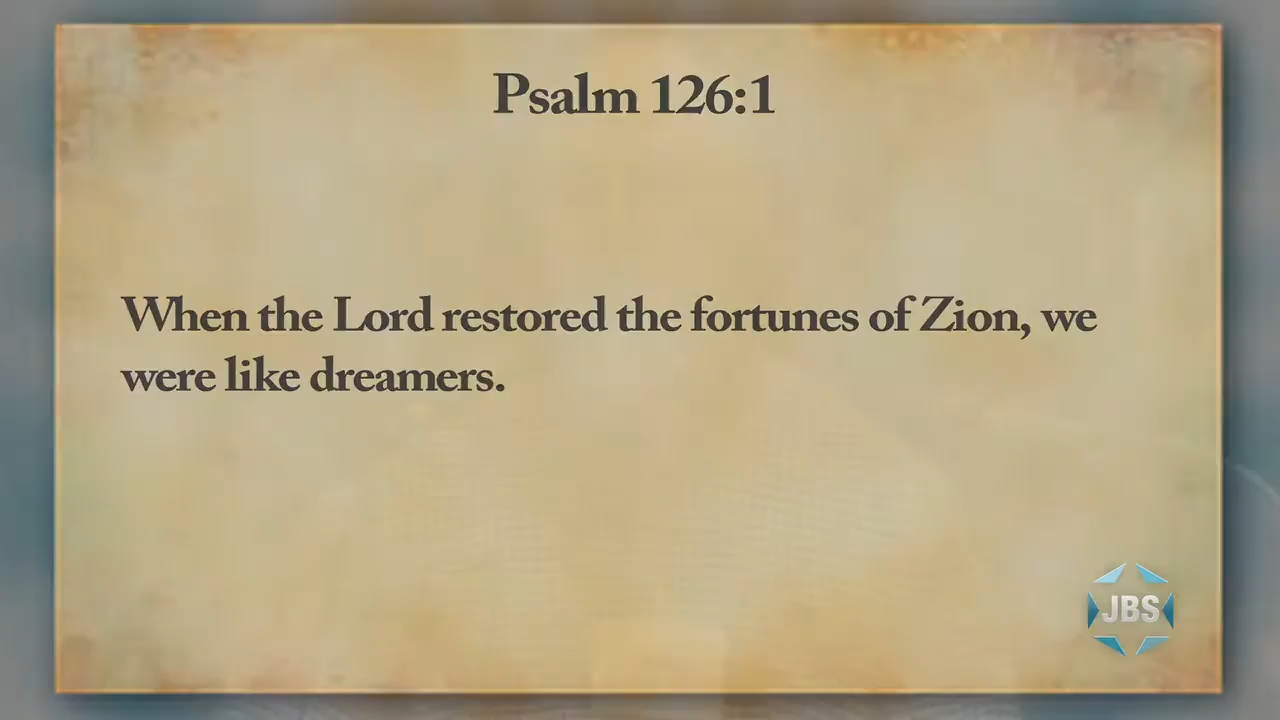 Psalm 126:1
When the Lord restored the fortunes of Zion, we
were like dreamers.
JBS